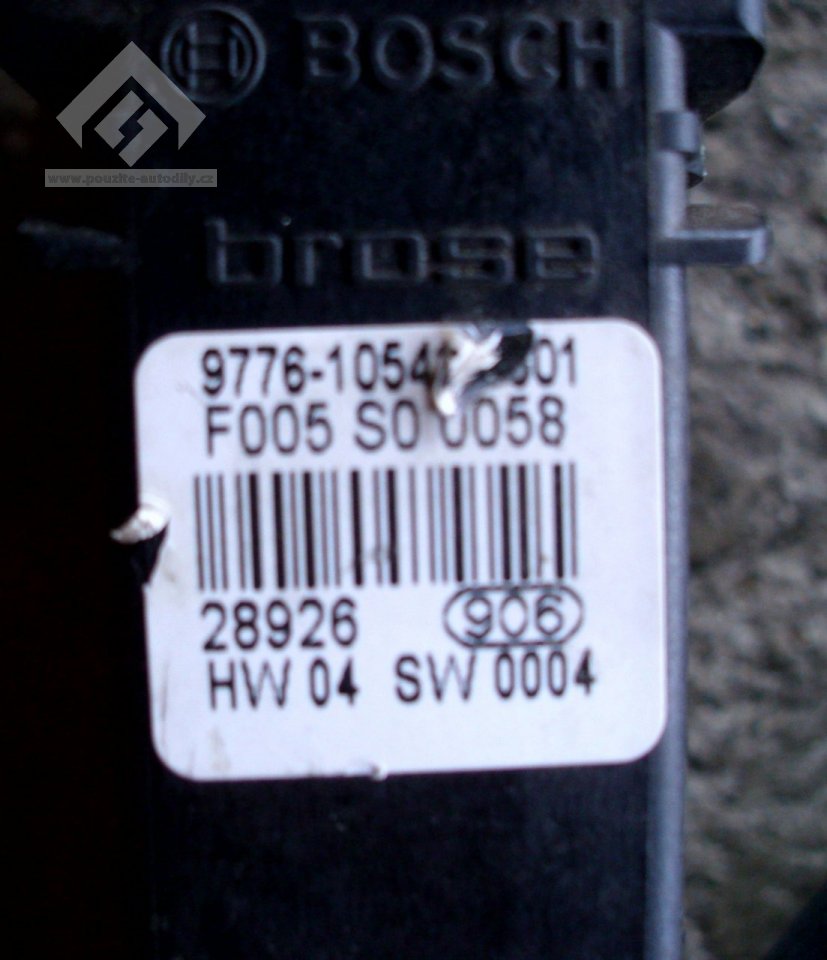 BOSCH
www.pouzite-autodily.cz
brose
F005 S0 0058
28926 906
HW 04 SW 0004